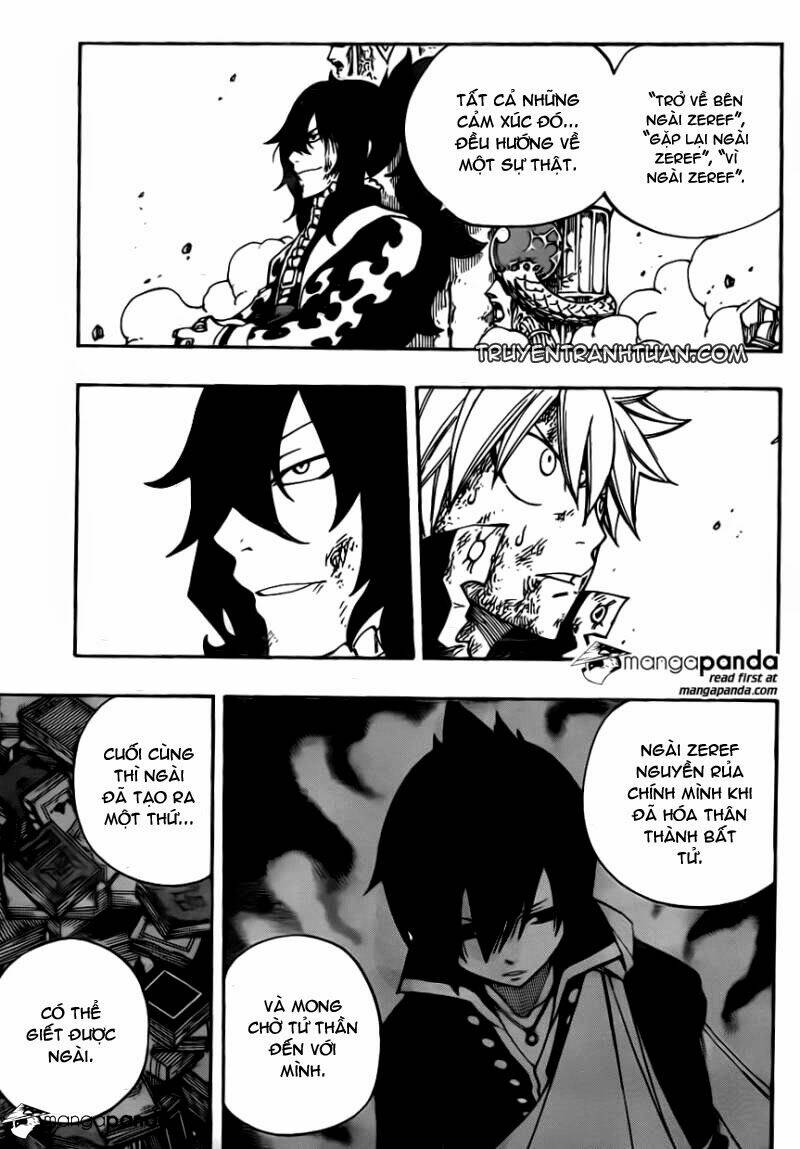 "TRỞ VỀ BÊN
NGÀI ZEREF",
"GẶP LẠI NGÀI
ZEREF", "VÌ
NGÀI ZEREF".
TẤT CẢ NHỮNG
CẢM XÚC ĐÓ...
ĐỀU HƯỚNG VỀ
MỘT SỰ THẬT.
TRUYENTRANHTUAN.COM
mangapanda
read first at
mangapanda.com
NGÀI ZEREF
NGUYỀN RỦA
CHÍNH MÌNH KHI
ĐÃ HÓA THÂN
THÀNH BẤT
TỬ.
VÀ MONG
CHỜ TỬ THẦN
ĐẾN VỚI
MÌNH.
CUỐI CÙNG
THÌ NGÀI
ĐÃ TẠO RA
MỘT THỨ...
CÓ THỂ
GIẾT ĐƯỢC
NGÀI.
mangapanda